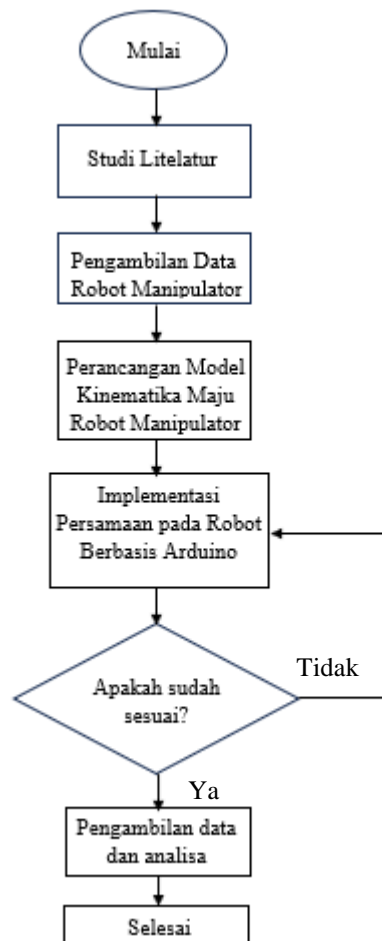 Mulai
Studi Litelatur
Pengambilan Data
Robot Manipulator
Perancangan Model
Kinematika Maju
Robot Manipulator
Implementasi
Persamaan pada Robot
Berbasis Arduino
Apakah sudah
sesuai?
Tidak
Ya
Pengambilan data
dan analisa
Selesai